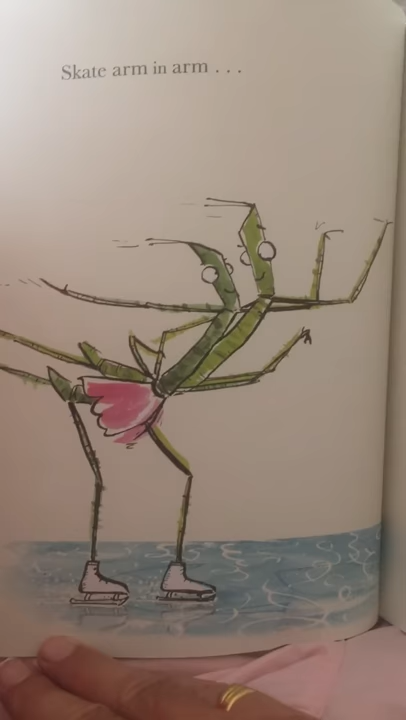 Skate arm in arm . . .